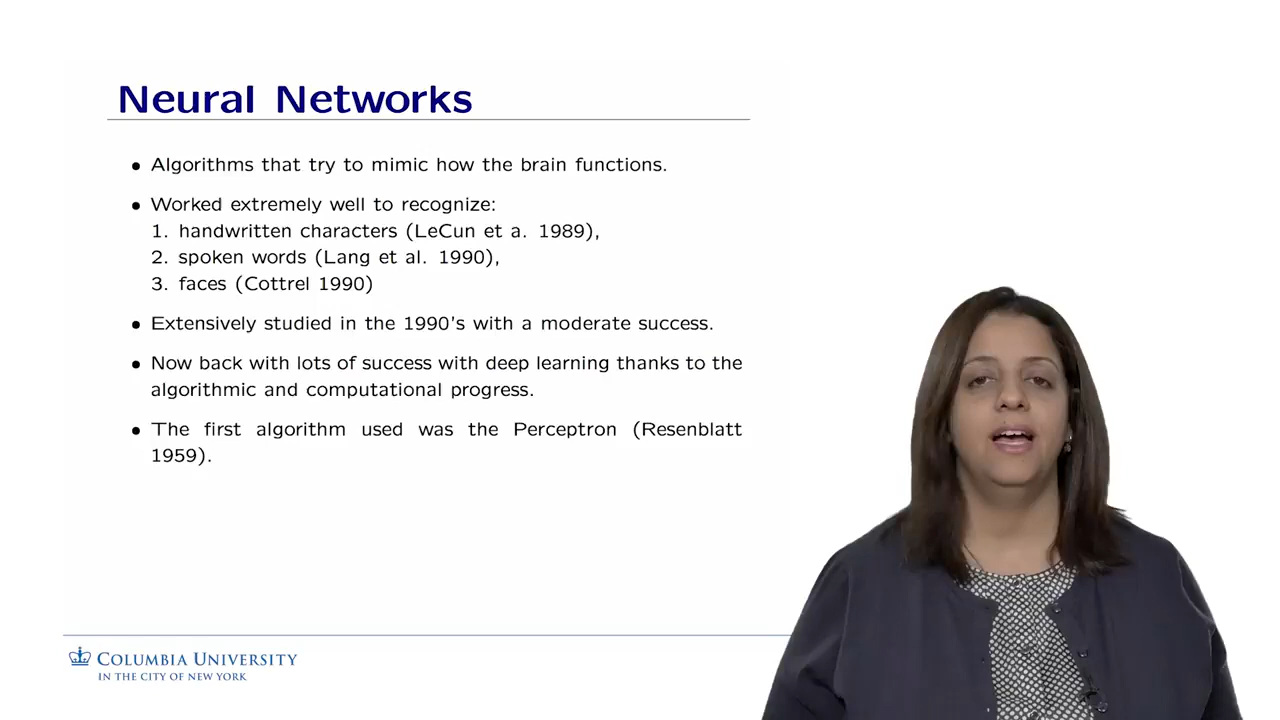 Neural Networks
• Algorithms that try to mimic how the brain functions.
• Worked extremely well to recognize:
1. handwritten characters (LeCun et a. 1989),
2. spoken words (Lang et al. 1990),
3. faces (Cottrel 1990)
• Extensively studied in the 1990's with a moderate success.
• Now back with lots of success with deep learning thanks to the
algorithmic and computational progress.
• The first algorithm used was the Perceptron (Resenblatt
1959).
COLUMBIA UNIVERSITY
IN THE CITY OF NEW YORK